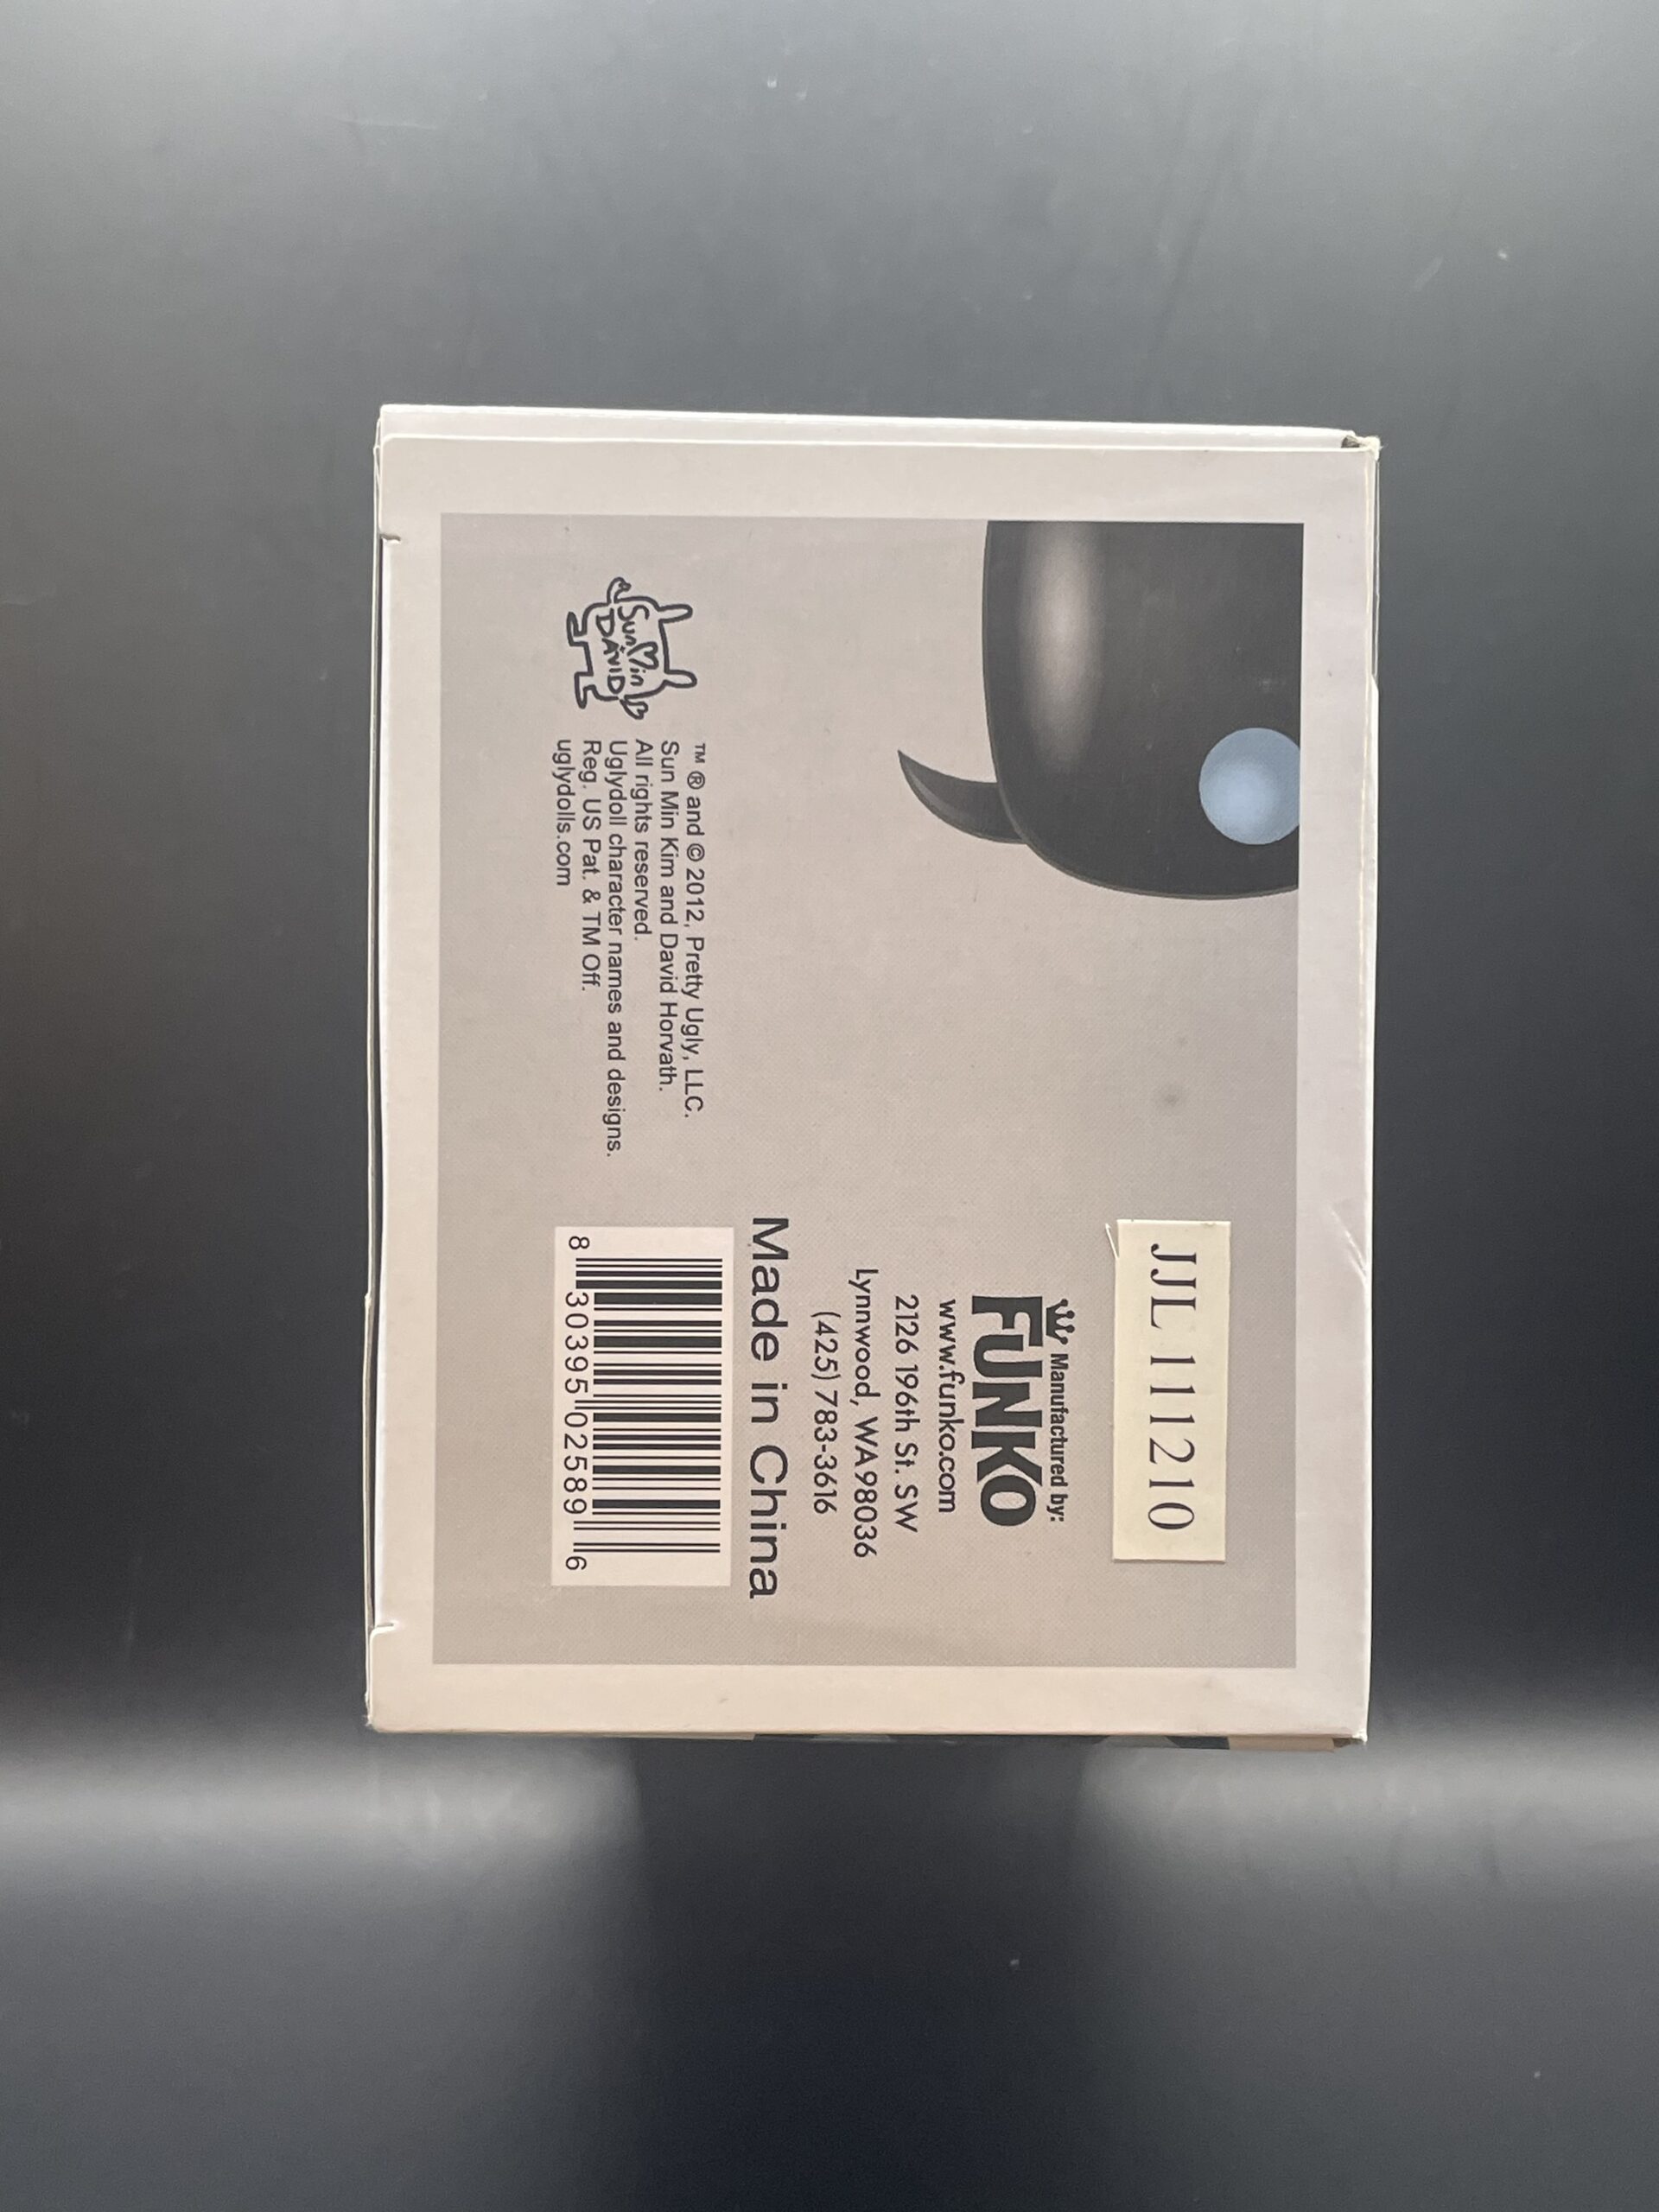 JJL 111210
Manufactured by:
FUNKO
www.funko.com
2126 196th St. SW
Lynnwood, WA 98036
(425) 783-3616
Made in China
8 30395 02589 6
Sun Min
DAVID
™ ® and © 2012, Pretty Ugly, LLC.
Sun Min Kim and David Horvath.
All rights reserved.
Uglydoll character names and designs.
Reg. US Pat. & TM Off.
uglydolls.com